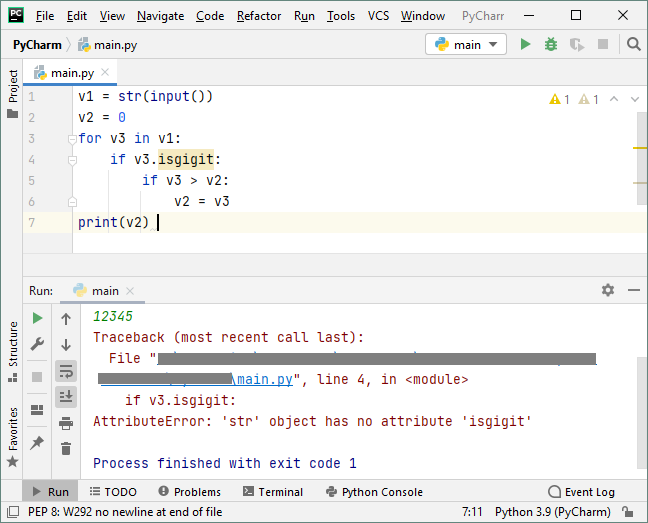 PC File Edit View Navigate Code Refactor Run Tools VCS Window PyCharr
PyCharm main.py main
Project main.py
1 v1 = str(input()) 1 1
2 v2 = 0
3 for v3 in v1:
4 if v3.isgigit:
5 if v3 > v2:
6 v2 = v3
7 print(v2)
Run: main
12345
Traceback (most recent call last):
File "
\main.py", line 4, in <module>
if v3.isgigit:
AttributeError: 'str' object has no attribute 'isgigit'
Process finished with exit code 1
Structure
Favorites
Run TODO Problems Terminal Python Console Event Log
PEP 8: W292 no newline at end of file 7:11 Python 3.9 (PyCharm)